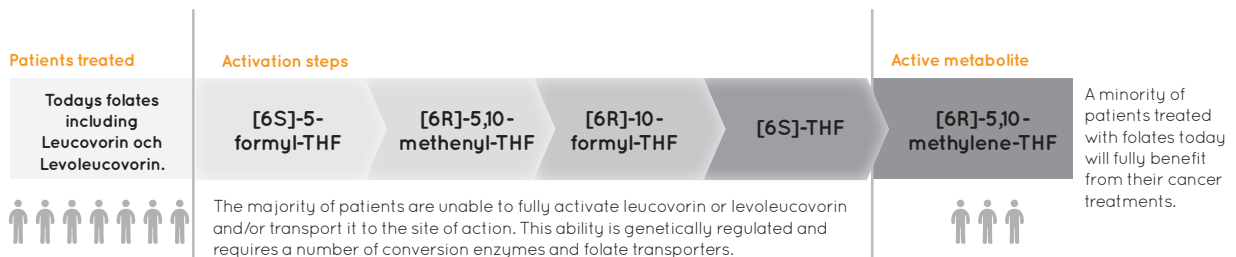 Patients treated
Activation steps
Active metabolite
Todays folates
including
Leucovorin och
Levoleucovorin.
[6S]-5-
formyl-THF
[6R]-5,10-
methenyl-THF
[6R]-10-
formyl-THF
[6S]-THF
[6R]-5,10-
methylene-THF
A minority of
patients treated
with folates today
will fully benefit
from their cancer
treatments.
The majority of patients are unable to fully activate leucovorin or levoleucovorin
and/or transport it to the site of action. This ability is genetically regulated and
requires a number of conversion enzymes and folate transporters.